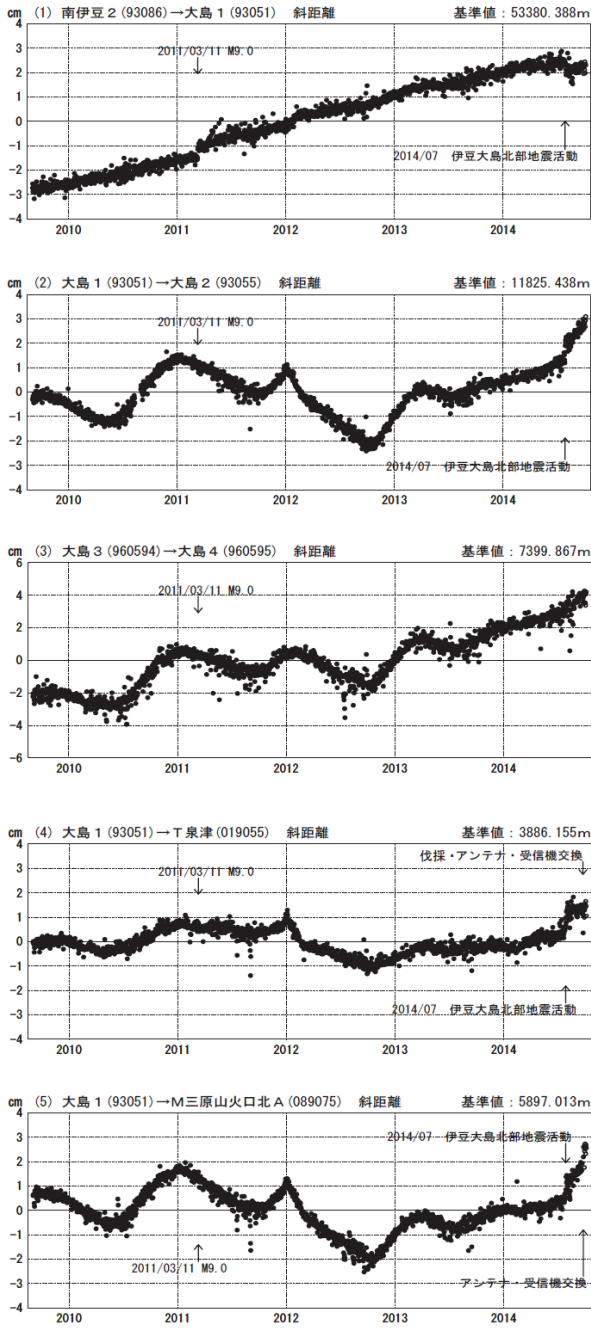 cm (1) 南伊豆2(93086)→大島1(93051) 斜距離 基準値:53380.388m
4
2011/03/11 M9.0
3
2
1
0
-1
2014/07 伊豆大島北部地震活動
-2
-3
-4
2010 2011 2012 2013 2014
cm (2) 大島1(93051)→大島2(93055) 斜距離 基準値:11825.438m
4
2011/03/11 M9.0
3
2
1
0
-1
-2
2014/07 伊豆大島北部地震活動
-3
-4
2010 2011 2012 2013 2014
cm (3) 大島3(960594)→大島4(960595) 斜距離 基準値:7399.867m
6
2011/03/11 M9.0
4
2
0
-2
-4
-6
2010 2011 2012 2013 2014
cm (4) 大島1(93051)→T泉津(019055) 斜距離 基準値:3886.155m
4
伐採・アンテナ・受信機交換
3
2011/03/11 M9.0
2
1
0
-1
-2
2014/07 伊豆大島北部地震活動
-3
-4
2010 2011 2012 2013 2014
cm (5) 大島1(93051)→M三原山火口北A(089075) 斜距離 基準値:5897.013m
4
2014/07 伊豆大島北部地震活動
3
2
1
0
-1
-2
2011/03/11 M9.0
-3
アンテナ・受信機交換
-4
2010 2011 2012 2013 2014